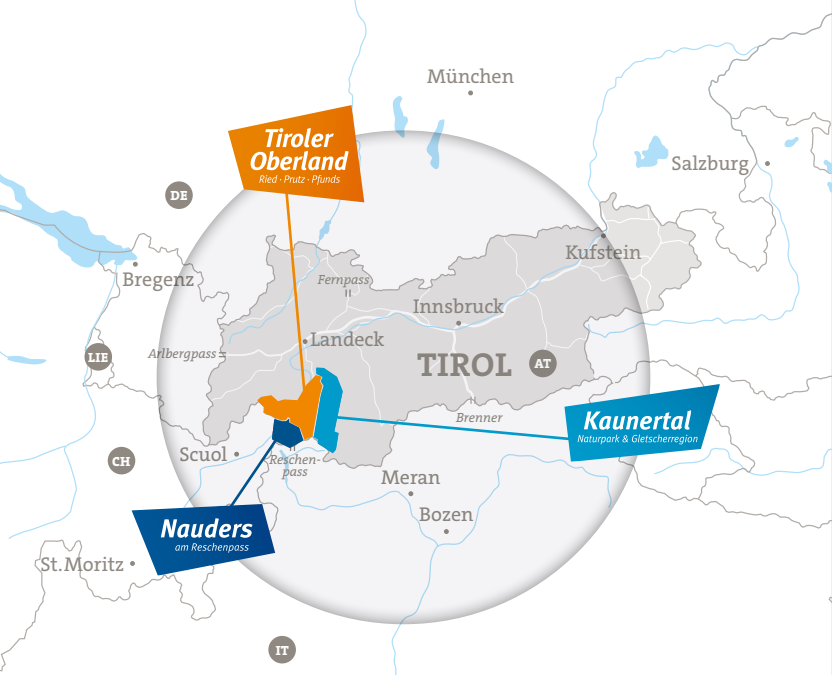 München
Tiroler
Oberland
Ried · Prutz · Pfunds
Salzburg
DE
Kufstein
Bregenz
Fernpass
Innsbruck
Landeck
Arlbergpass
LIE
TIROL
AT
Brenner
Kaunertal
Naturpark & Gletscherregion
Scuol
CH
Reschen-
pass
Meran
Bozen
Nauders
am Reschenpass
St.Moritz
IT